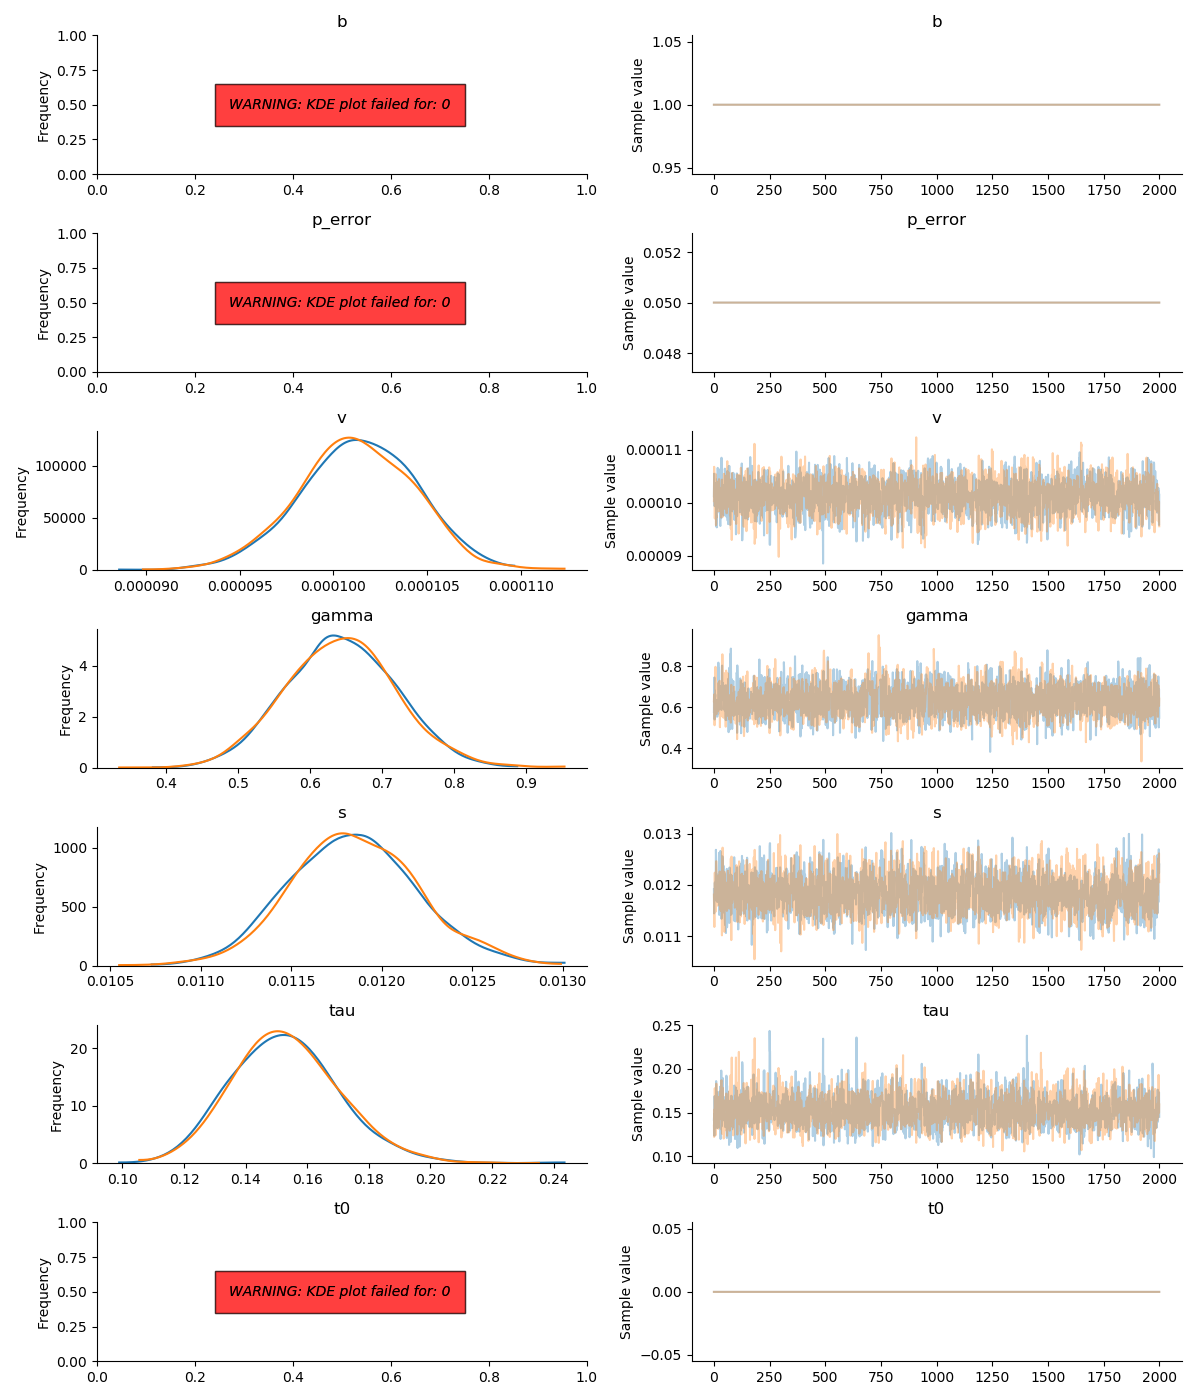 b
1.00
0.75
0.50
0.25
0.00
Frequency
WARNING: KDE plot failed for: 0
0.0 0.2 0.4 0.6 0.8 1.0
b
1.05
1.00
0.95
Sample value
0 250 500 750 1000 1250 1500 1750 2000
p_error
1.00
0.75
0.50
0.25
0.00
Frequency
WARNING: KDE plot failed for: 0
0.0 0.2 0.4 0.6 0.8 1.0
p_error
0.052
0.050
0.048
Sample value
0 250 500 750 1000 1250 1500 1750 2000
v
100000
50000
0
Frequency
0.000090 0.000095 0.000100 0.000105 0.000110
v
0.00011
0.00010
0.00009
Sample value
0 250 500 750 1000 1250 1500 1750 2000
gamma
4
2
0
Frequency
0.4 0.5 0.6 0.7 0.8 0.9
gamma
0.8
0.6
0.4
Sample value
0 250 500 750 1000 1250 1500 1750 2000
s
1000
500
0
Frequency
0.0105 0.0110 0.0115 0.0120 0.0125 0.0130
s
0.013
0.012
0.011
Sample value
0 250 500 750 1000 1250 1500 1750 2000
tau
20
10
0
Frequency
0.10 0.12 0.14 0.16 0.18 0.20 0.22 0.24
tau
0.25
0.20
0.15
0.10
Sample value
0 250 500 750 1000 1250 1500 1750 2000
t0
1.00
0.75
0.50
0.25
0.00
Frequency
WARNING: KDE plot failed for: 0
0.0 0.2 0.4 0.6 0.8 1.0
t0
0.05
0.00
−0.05
Sample value
0 250 500 750 1000 1250 1500 1750 2000